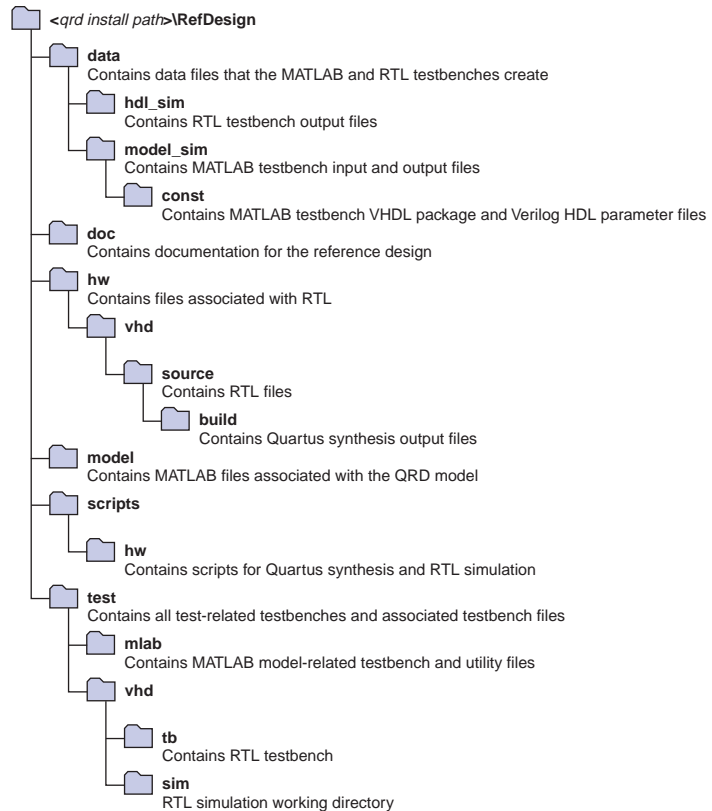 <qrd install path>\RefDesign
data
Contains data files that the MATLAB and RTL testbenches create
hdl_sim
Contains RTL testbench output files
model_sim
Contains MATLAB testbench input and output files
const
Contains MATLAB testbench VHDL package and Verilog HDL parameter files
doc
Contains documentation for the reference design
hw
Contains files associated with RTL
vhd
source
Contains RTL files
build
Contains Quartus synthesis output files
model
Contains MATLAB files associated with the QRD model
scripts
hw
Contains scripts for Quartus synthesis and RTL simulation
test
Contains all test-related testbenches and associated testbench files
mlab
Contains MATLAB model-related testbench and utility files
vhd
tb
Contains RTL testbench
sim
RTL simulation working directory